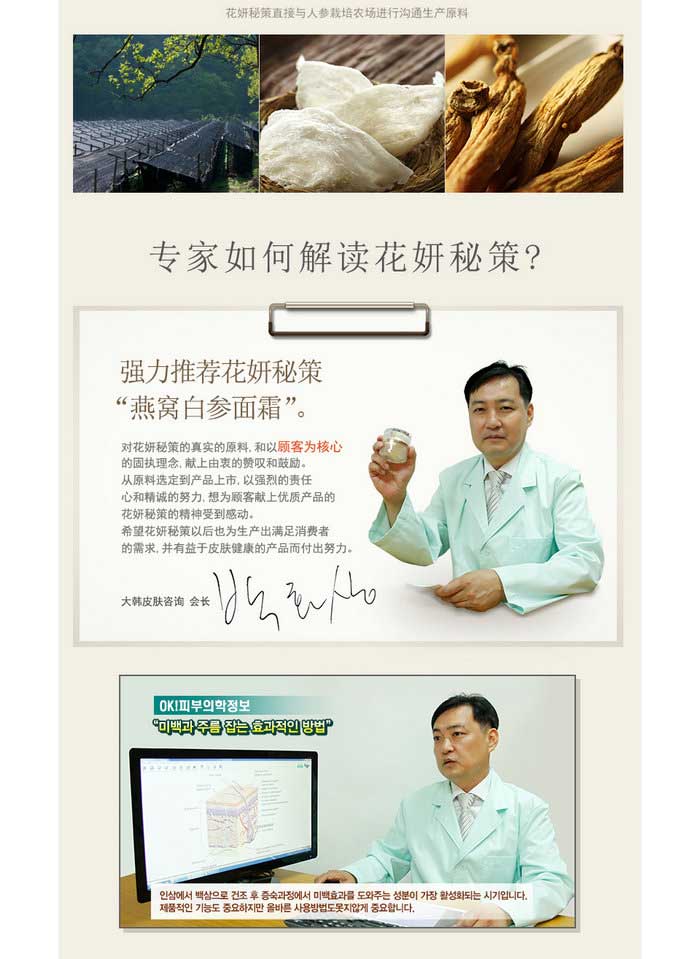 花妍秘策直接与人参栽培农场进行沟通生产原料
专家如何解读花妍秘策?
强力推荐花妍秘策
“燕窝白参面霜”。
对花妍秘策的真实的原料, 和以顾客为核心
的固执理念, 献上由衷的赞叹和鼓励。
从原料选定到产品上市, 以强烈的责任
心和精诚的努力, 想为顾客献上优质产品的
花妍秘策的精神受到感动。
希望花妍秘策以后也为生产出满足消费者
的需求, 并有益于皮肤健康的产品而付出努力。
大韩皮肤咨询 会长
OK!피부의학정보
"미백과 주름 잡는 효과적인 방법"
인삼에서 백삼으로 건조 후 증숙과정에서 미백효과를 도와주는 성분이 가장 활성화되는 시기입니다.
제품적인 기능도 중요하지만 올바른 사용방법도못지않게 중요합니다.